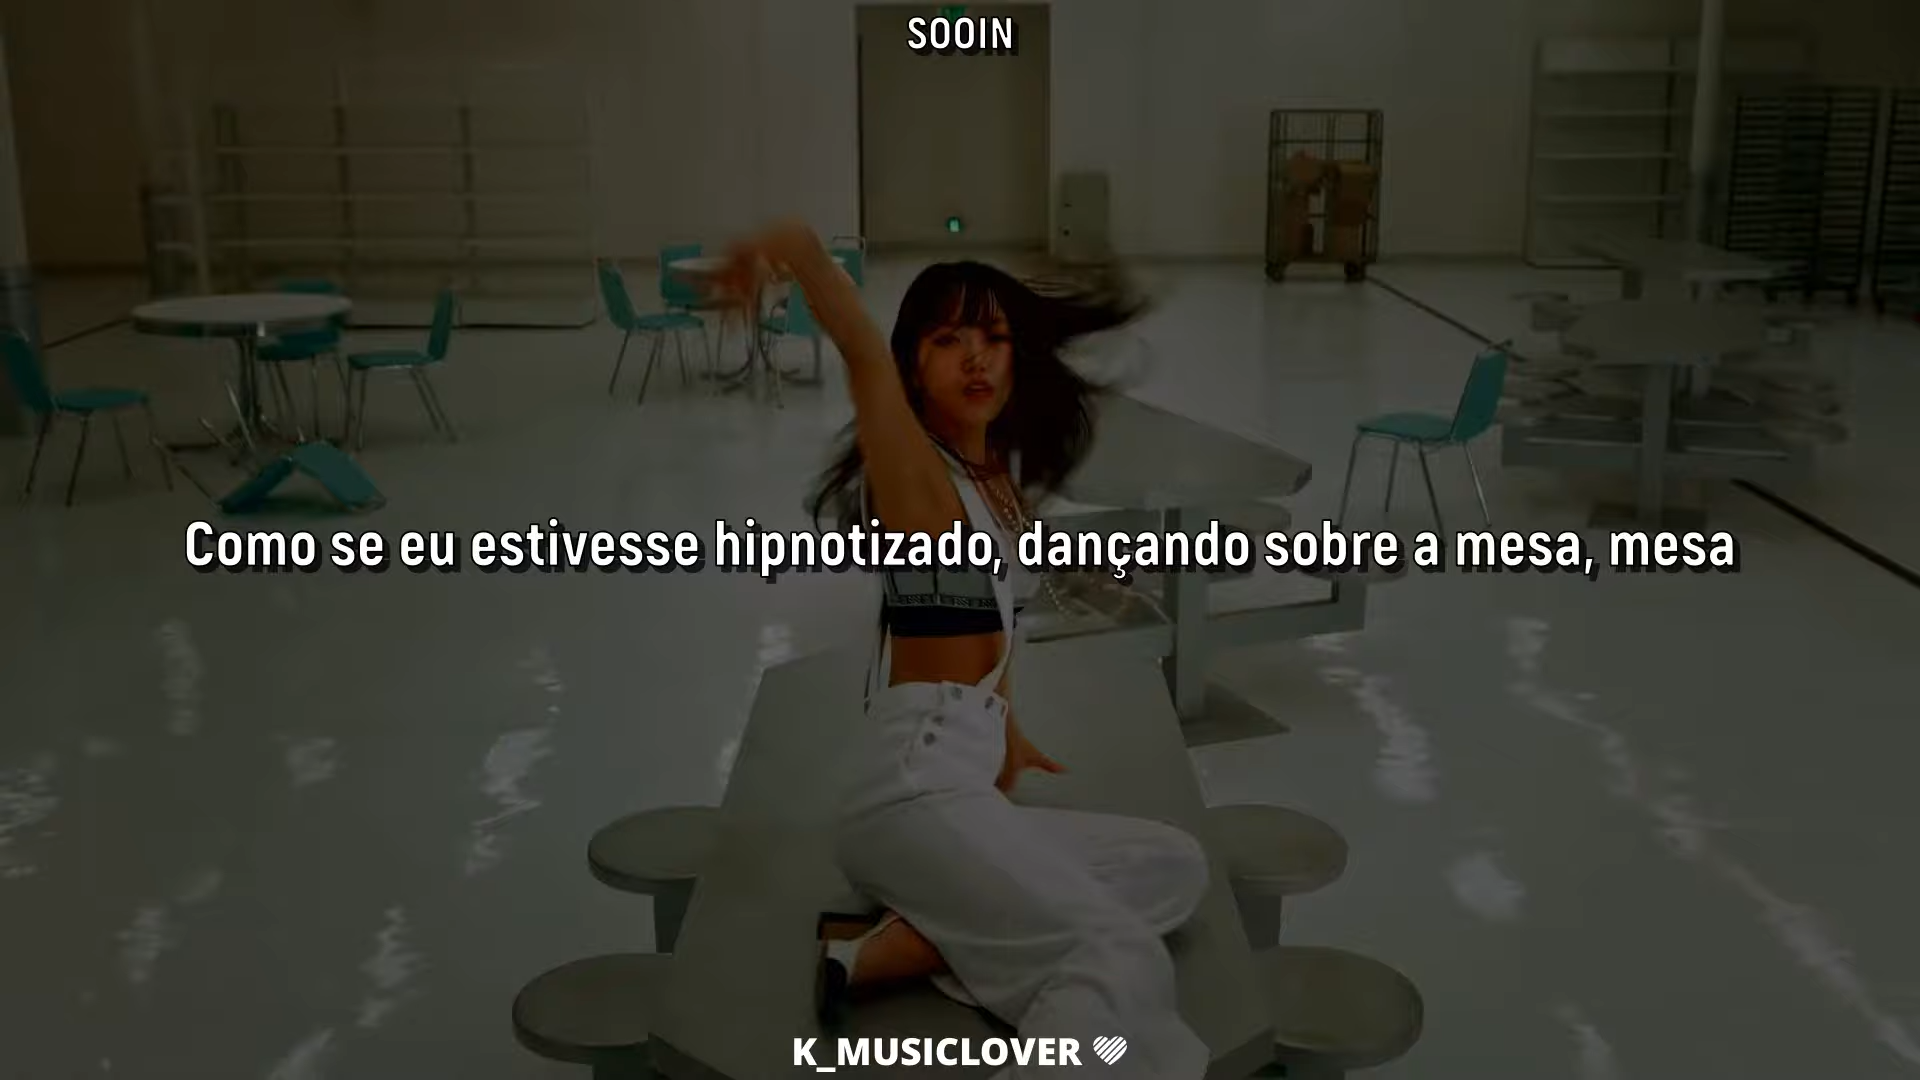 SOOIN
Como se eu estivesse hipnotizado, dançando sobre a mesa, mesa
K_MUSICLOVER